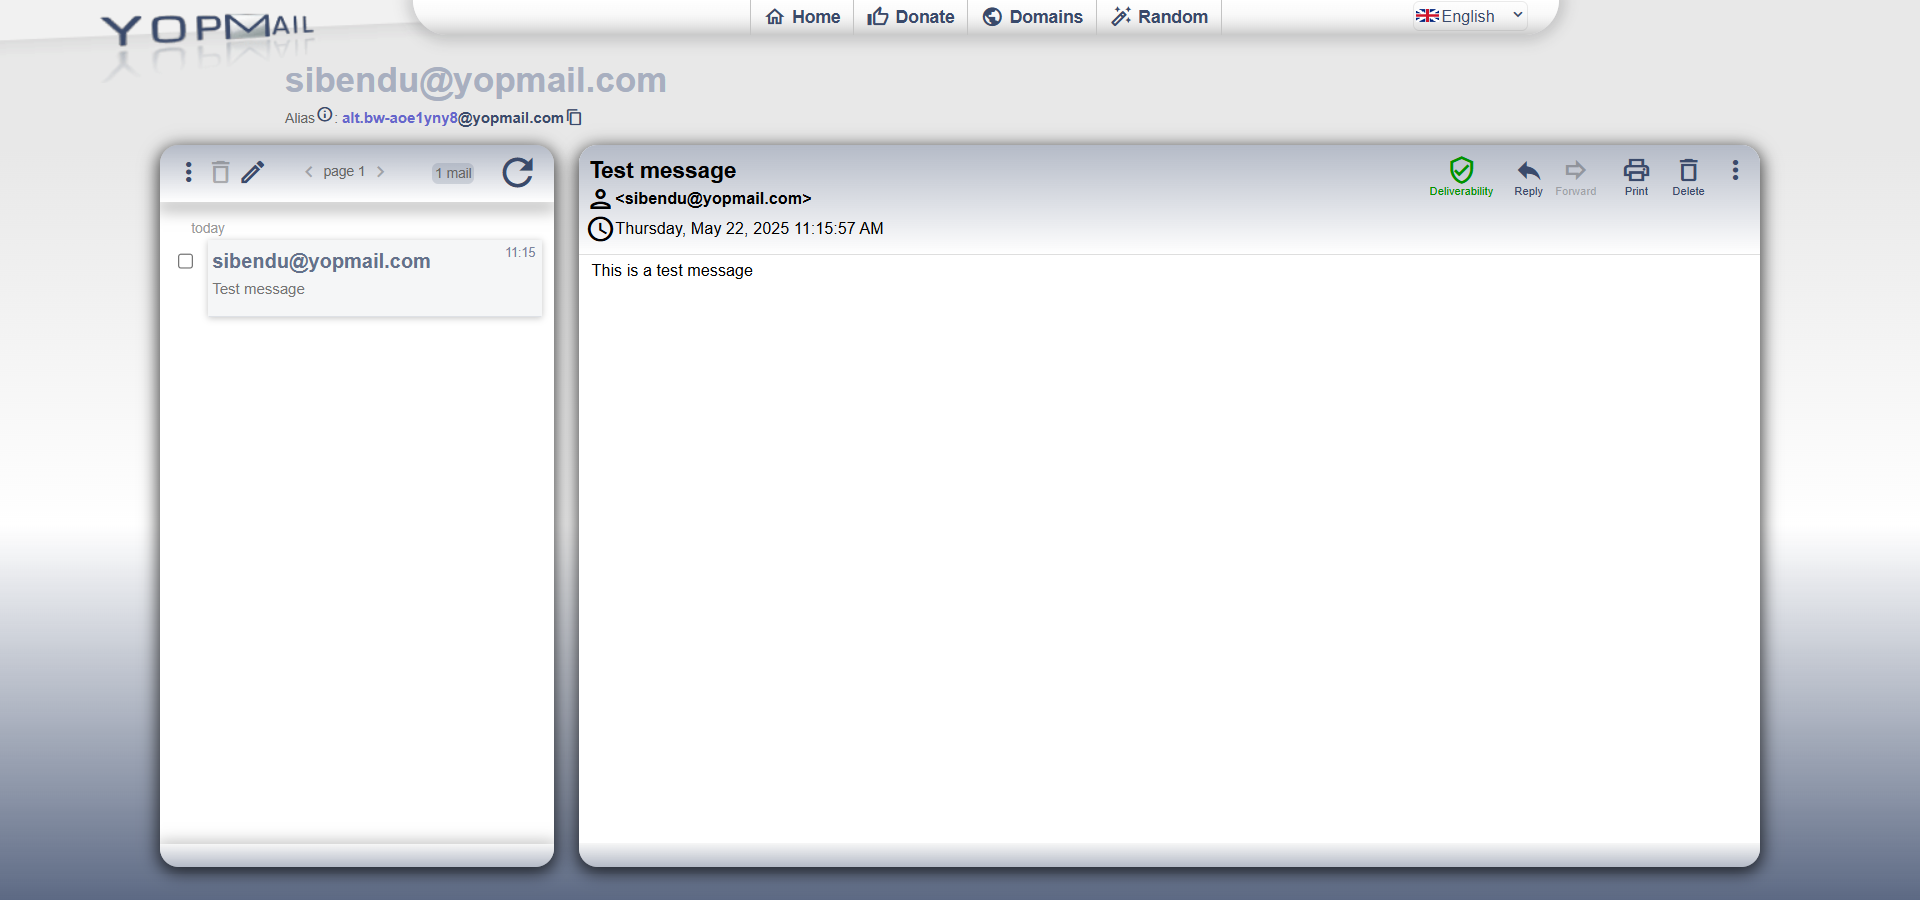 YOPMAIL
Home Donate Domains Random English
sibendu@yopmail.com
Alias : alt.bw-aoe1yny8@yopmail.com
page 1 1 mail
today
sibendu@yopmail.com 11:15
Test message
Test message
<sibendu@yopmail.com>
Thursday, May 22, 2025 11:15:57 AM
Deliverability Reply Forward Print Delete
This is a test message